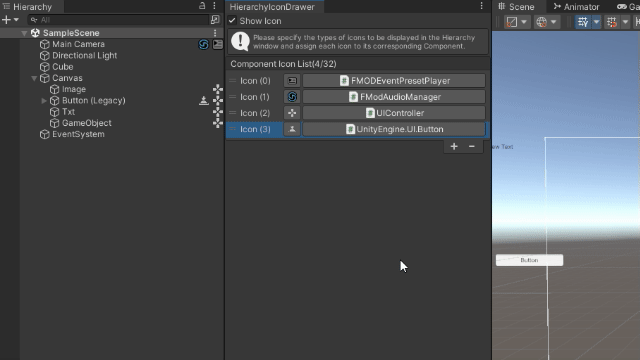 Hierarchy
All
SampleScene
Main Camera
Directional Light
Cube
Canvas
Image
Button (Legacy)
Txt
GameObject
EventSystem
HierarchyIconDrawer
Show Icon
Please specify the types of icons to be displayed in the Hierarchy
window and assign each icon to its corresponding Component.
Component Icon List(4/32)
Icon (0) FMODEventPresetPlayer
Icon (1) FModAudioManager
Icon (2) UIController
Icon (3) UnityEngine.UI.Button
Scene Animator Ga
ew Text
Button